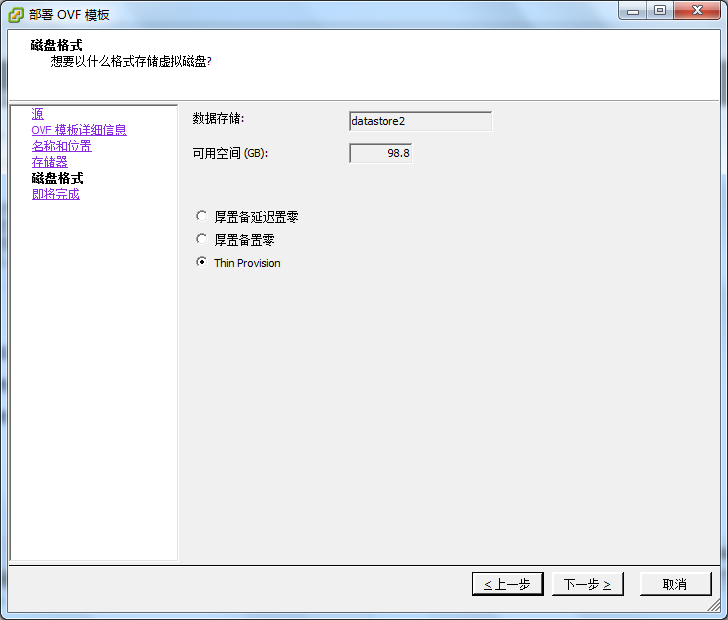 部署 OVF 模板
磁盘格式
想要以什么格式存储虚拟磁盘?
源
OVF 模板详细信息
名称和位置
存储器
磁盘格式
即将完成
数据存储: datastore2
可用空间 (GB): 98.8
厚置备延迟置零
厚置备置零
Thin Provision
< 上一步 下一步 > 取消